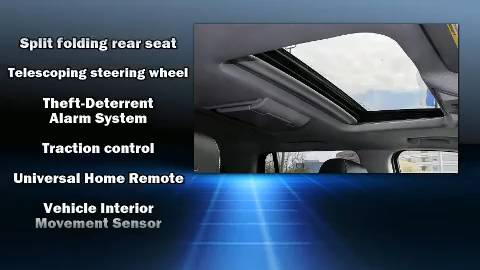 Split folding rear seat
Telescoping steering wheel
Theft-Deterrent
Alarm System
Traction control
Universal Home Remote
Vehicle Interior
Movement Sensor